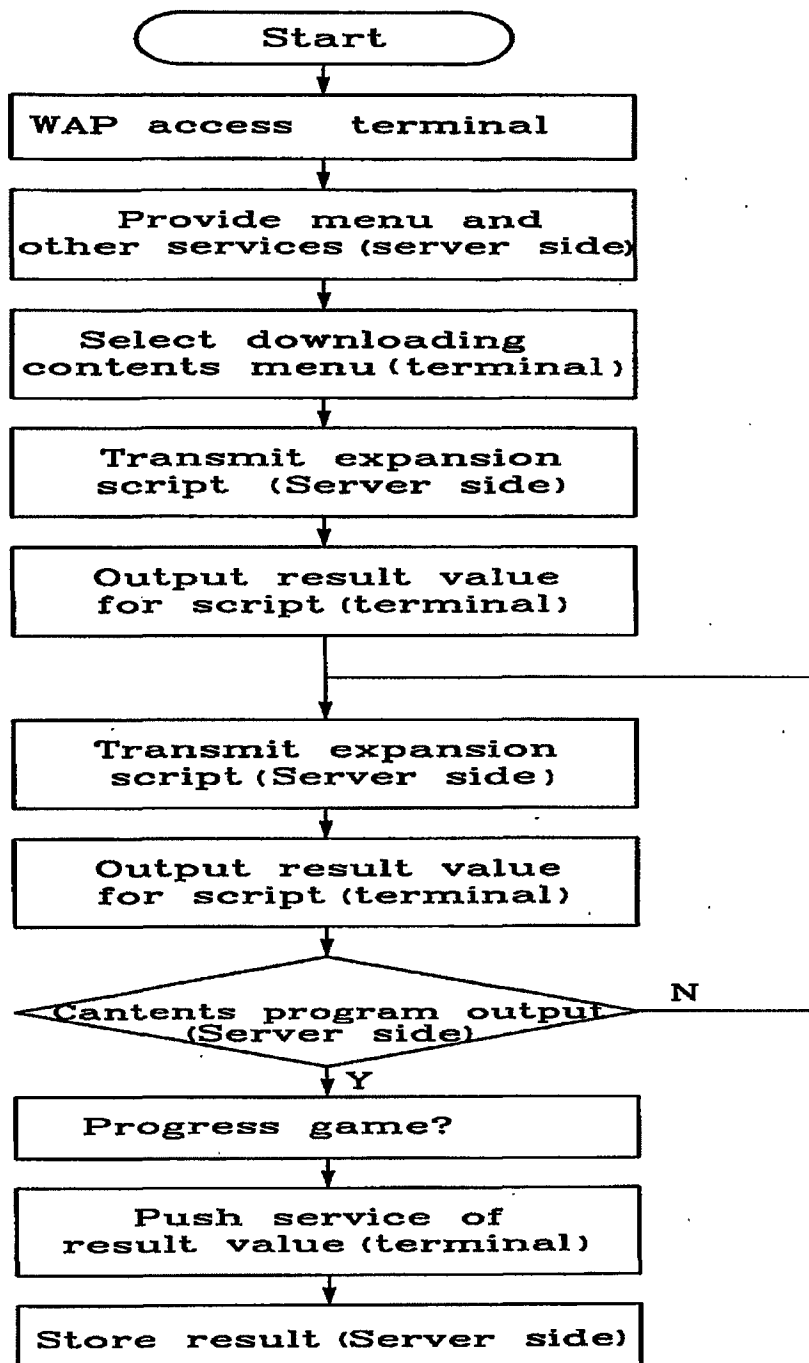 Start
WAP access terminal
Provide menu and
other services (server side)
Select downloading
contents menu (terminal)
Transmit expansion
script (Server side)
Output result value
for script (terminal)
Transmit expansion
script (Server side)
Output result value
for script (terminal)
Cantents program output
(Server side)
N
Y
Progress game?
Push service of
result value (terminal)
Store result (Server side)